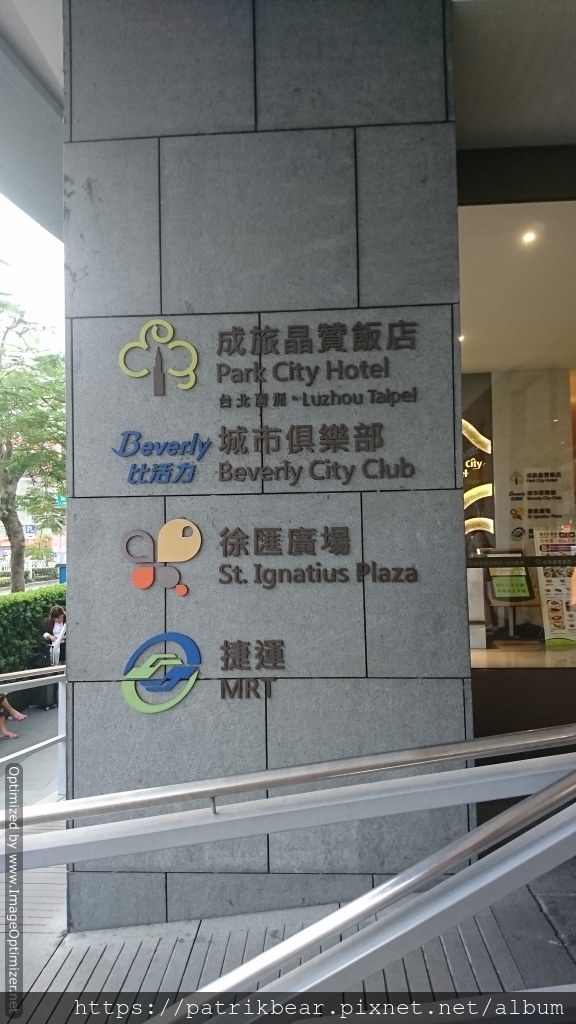 成旅晶贊飯店
Park City Hotel
台北蘆洲·Luzhou Taipei
Beverly
比活力
城市俱樂部
Beverly City Club
徐匯廣場
St. Ignatius Plaza
捷運
MRT
Optimized by www.ImageOptimizer.net
https://patrikbear.pixnet.net/album